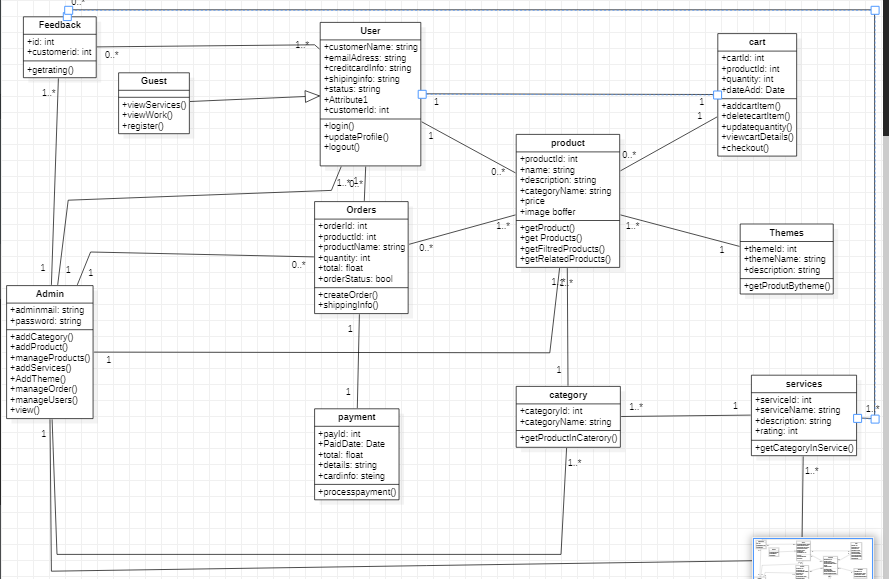 0..*
Feedback
+id: int
+customerid: int
+getrating()
0..*
1..*
1..*
Guest
+viewServices()
+viewWork()
+register()
User
+customerName: string
+emailAdress: string
+creditcardInfo: string
+shipinginfo: string
+status: string
+Attribute1
+customerId: int
+login()
+updateProfile()
+logout()
1
1
1
1
cart
+cartId: int
+productId: int
+quantity: int
+dateAdd: Date
+addcartItem()
+deletecartItem()
+updatequantity()
+viewcartDetails()
+checkout()
product
+productId: int
+name: string
+description: string
+categoryName: string
+price
+image boffer
+getProduct()
+get Products()
+getFiltredProducts()
+getRelatedProducts()
0..*
0..*
1..*
1..*
1..*
Orders
+orderId: int
+productId: int
+productName: string
+quantity: int
+total: float
+orderStatus: bool
+createOrder()
+shippingInfo()
0..*
0..*
1
1
Themes
+themeId: int
+themeName: string
+description: string
+getProdutBytheme()
1
1
1
1
Admin
+adminmail: string
+password: string
+addCategory()
+addProduct()
+manageProducts()
+addServices()
+AddTheme()
+manageOrder()
+manageUsers()
+view()
1
1
payment
+payId: int
+PaidDate: Date
+total: float
+details: string
+cardinfo: steing
+processpayment()
1
category
+categoryId: int
+categoryName: string
+getProductInCaterory()
1..*
1..*
1
services
+serviceId: int
+serviceName: string
+description: string
+rating: int
+getCategoryInService()
1..*
1..*